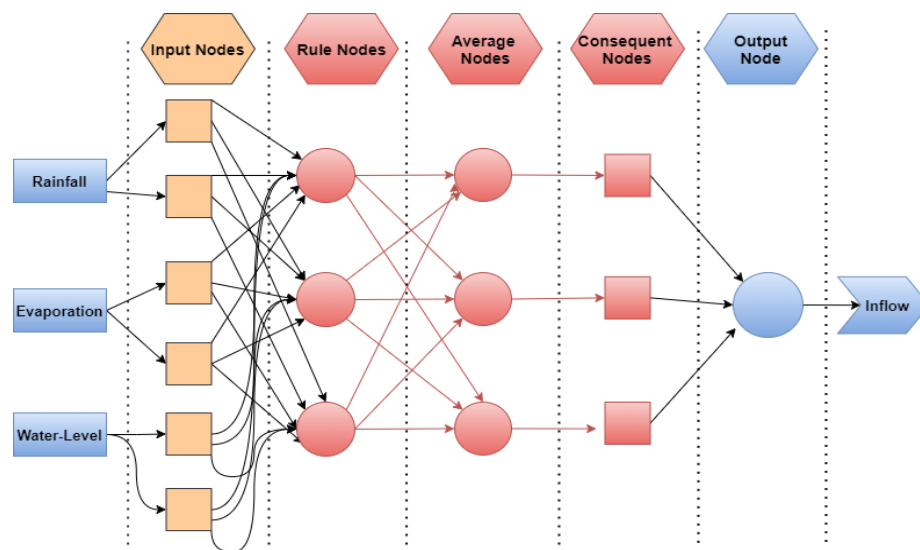 Input Nodes
Rule Nodes
Average
Nodes
Consequent
Nodes
Output
Node
Rainfall
Evaporation
Inflow
Water-Level